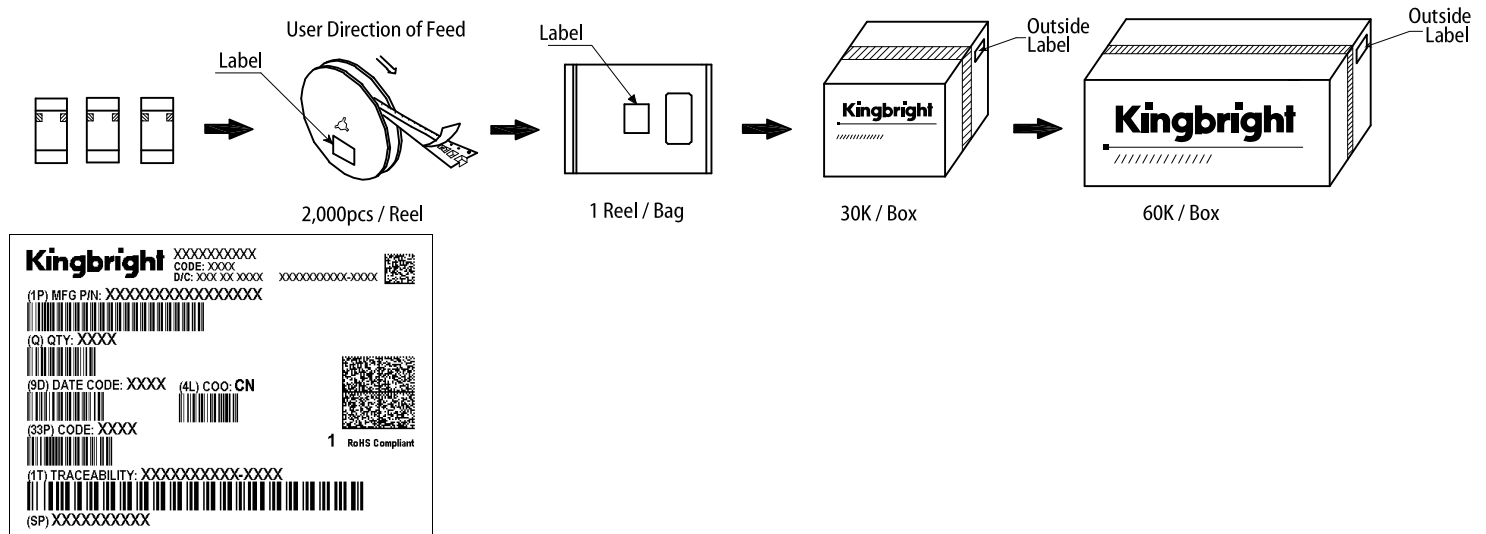 User Direction of Feed
Label
Label
Outside
Label
Outside
Label
Kingbright
Kingbright
2,000pcs / Reel
1 Reel / Bag
30K / Box
60K / Box
Kingbright
XXXXXXXXXX
CODE: XXXX
D/C: XXX XX XXXX
XXXXXXXXXX-XXXX
(1P) MFG P/N: XXXXXXXXXXXXXXXX
(Q) QTY: XXXX
(9D) DATE CODE: XXXX
(4L) COO: CN
(33P) CODE: XXXX
1 RoHS Compliant
(1T) TRACEABILITY: XXXXXXXXXX-XXXX
(SP) XXXXXXXXXX